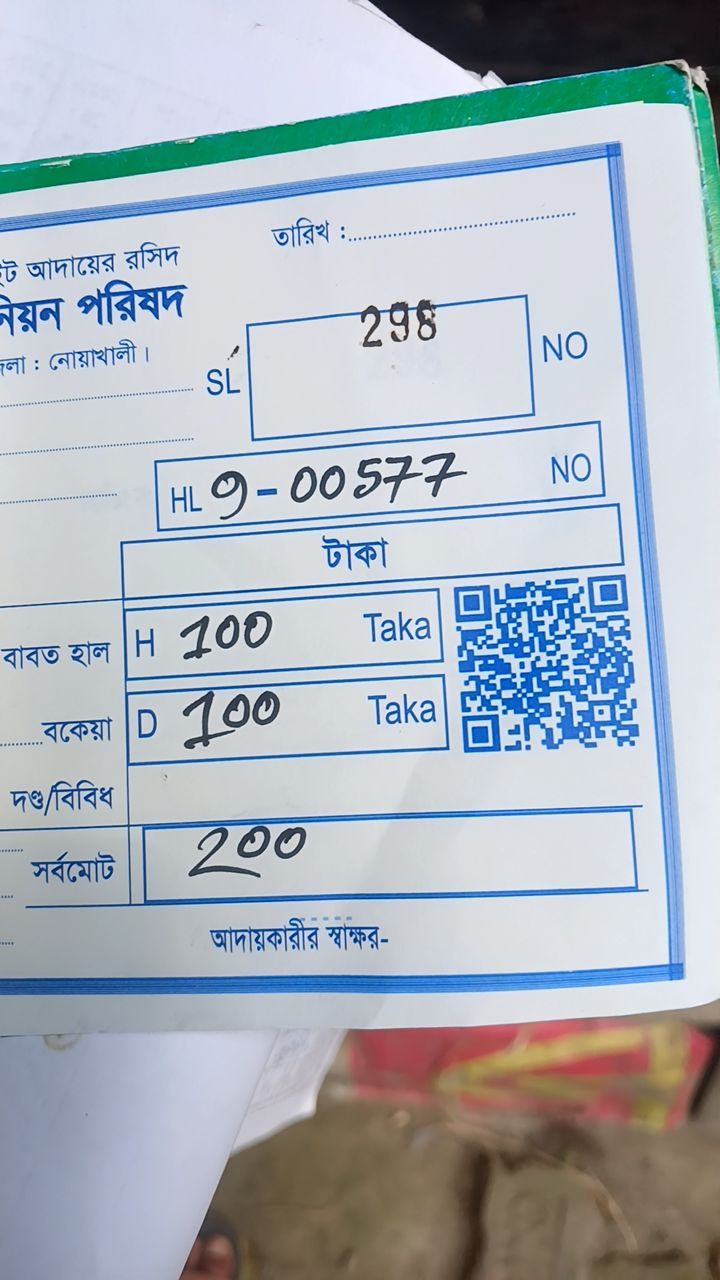 তারিখ :
আদায়ের রসিদ
পরিষদ
: নোয়াখালী।
SL 298 NO
HL 9-00577 NO
টাকা
বাবত হাল H 100 Taka
বকেয়া D 100 Taka
দণ্ড/বিবিধ
সর্বমোট 200
আদায়কারীর স্বাক্ষর-